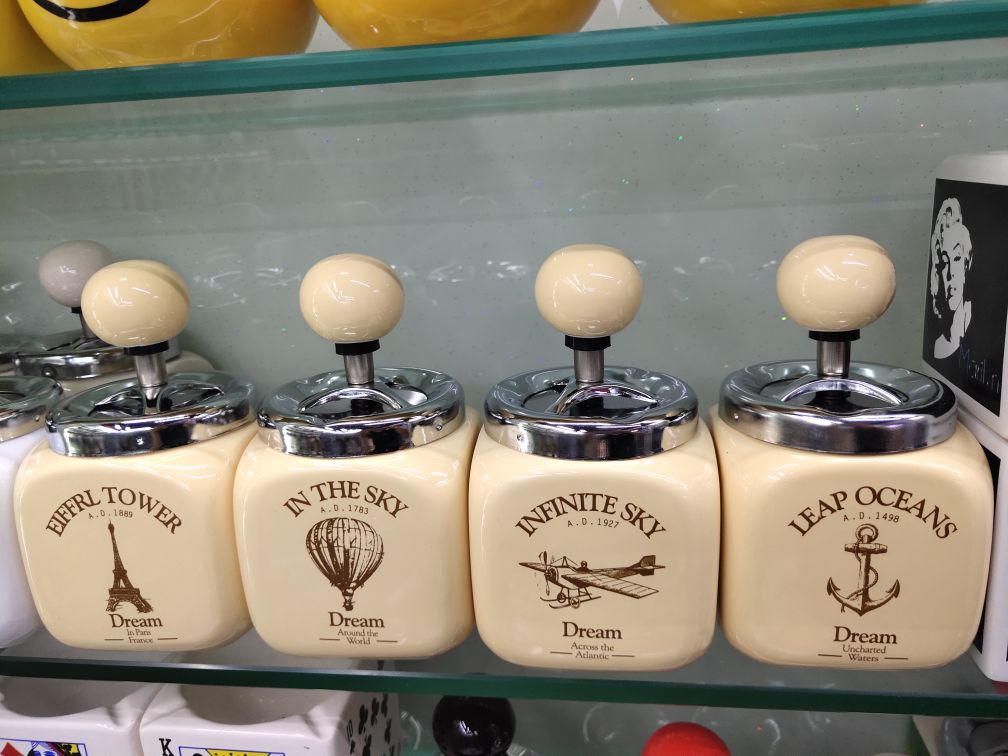 EIFFRL TOWER
A.D.1889
Dream
In Paris
France
IN THE SKY
A.D.1783
Dream
Around the
World
INFINITE SKY
A.D.1927
Dream
Across the
Atlantic
LEAP OCEANS
A.D.1498
Dream
Uncharted
Waters
K
10